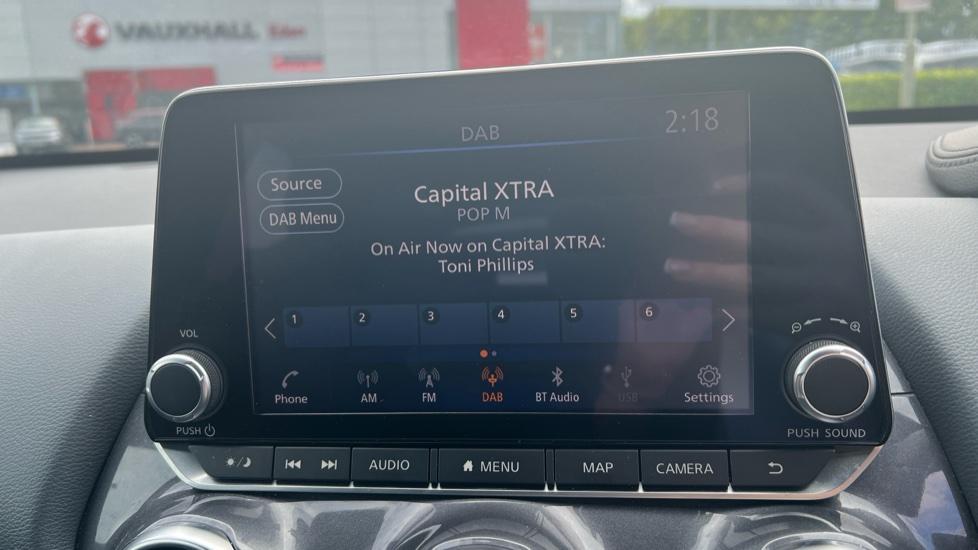 VAUXHALL Eden
DAB
2:18
Source
DAB Menu
Capital XTRA
POP M
On Air Now on Capital XTRA:
Toni Phillips
1 2 3 4 5 6
Phone AM FM DAB BT Audio USB Settings
VOL
PUSH
PUSH SOUND
AUDIO MENU MAP CAMERA